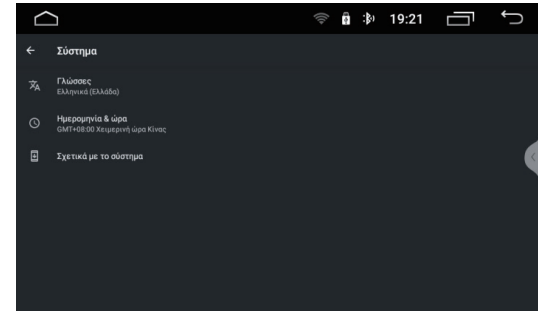 19:21
Σύστημα
Γλώσσες
Ελληνικά (Ελλάδα)
Ημερομηνία & ώρα
GMT+08:00 Χειμερινή ώρα Κίνας
Σχετικά με το σύστημα